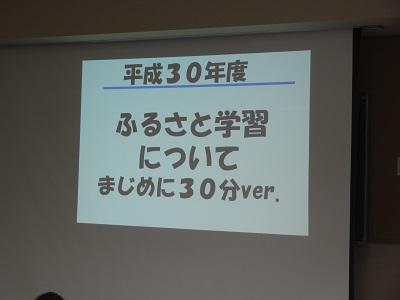 平成３０年度
ふるさと学習
について
まじめに３０分ver.